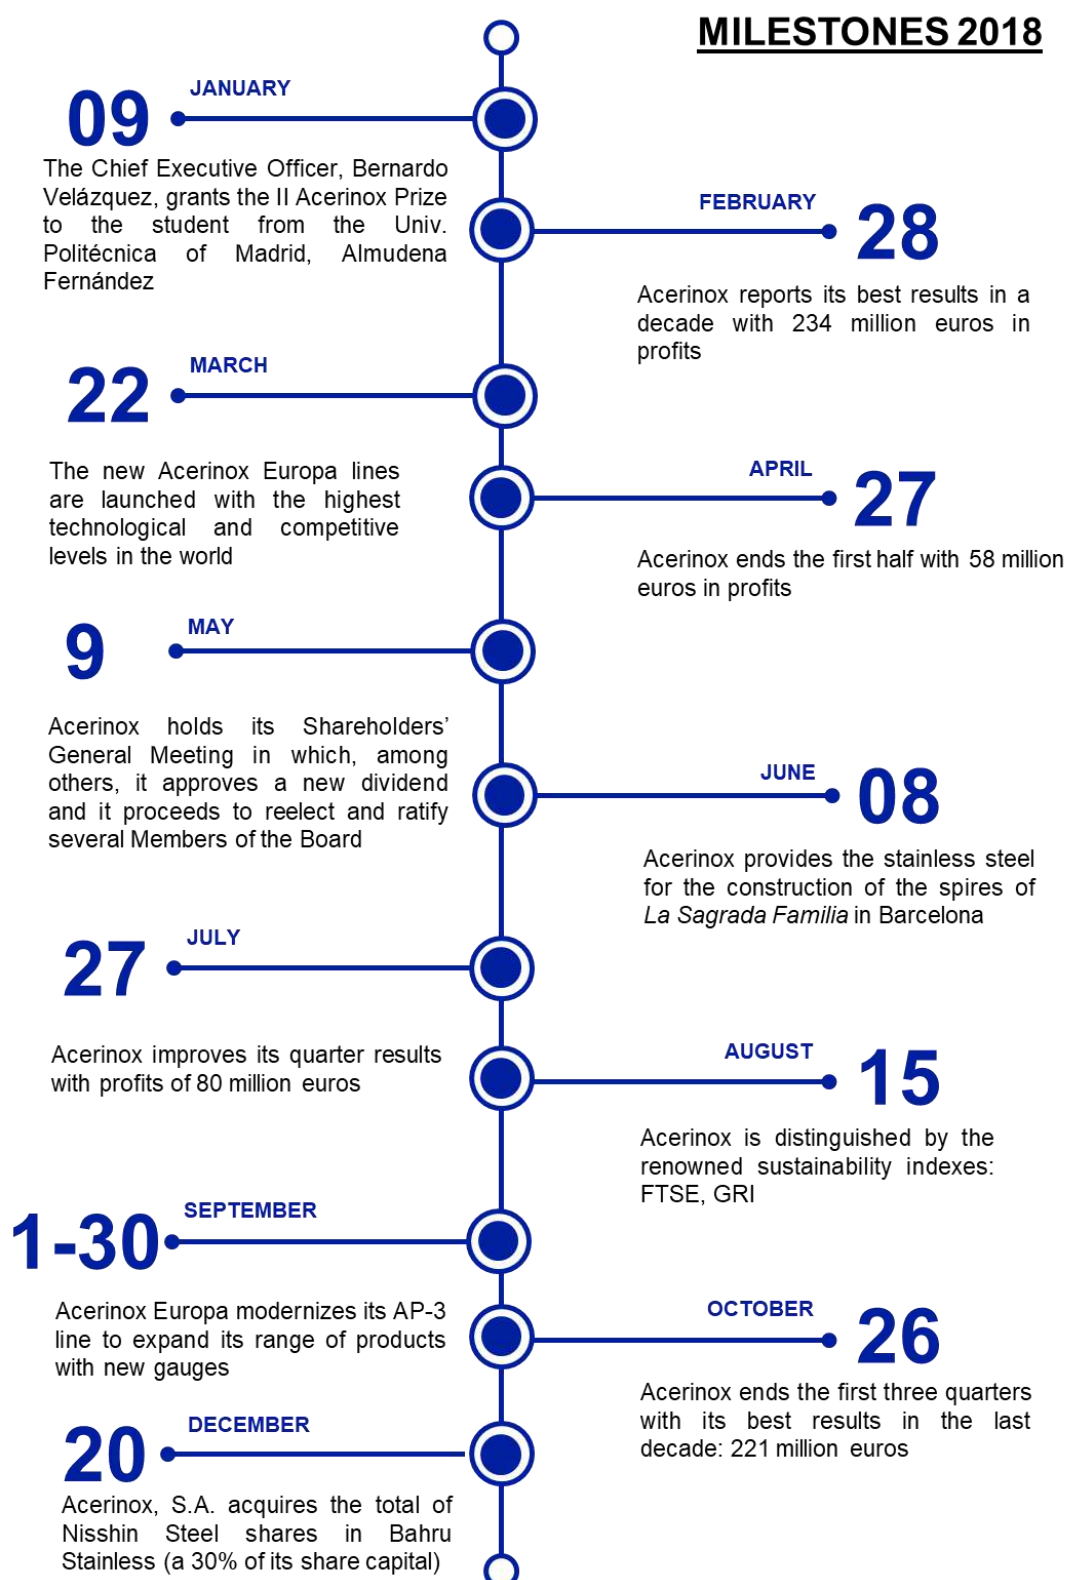 MILESTONES 2018
JANUARY
09
The Chief Executive Officer, Bernardo
Velázquez, grants the II Acerinox Prize
to the student from the Univ.
Politécnica of Madrid, Almudena
Fernández
FEBRUARY
28
Acerinox reports its best results in a
decade with 234 million euros in
profits
MARCH
22
The new Acerinox Europa lines
are launched with the highest
technological and competitive
levels in the world
APRIL
27
Acerinox ends the first half with 58 million
euros in profits
MAY
9
Acerinox holds its Shareholders’
General Meeting in which, among
others, it approves a new dividend
and it proceeds to reelect and ratify
several Members of the Board
JUNE
08
Acerinox provides the stainless steel
for the construction of the spires of
La Sagrada Familia in Barcelona
JULY
27
Acerinox improves its quarter results
with profits of 80 million euros
AUGUST
15
Acerinox is distinguished by the
renowned sustainability indexes:
FTSE, GRI
SEPTEMBER
1-30
Acerinox Europa modernizes its AP-3
line to expand its range of products
with new gauges
OCTOBER
26
Acerinox ends the first three quarters
with its best results in the last
decade: 221 million euros
DECEMBER
20
Acerinox, S.A. acquires the total of
Nisshin Steel shares in Bahru
Stainless (a 30% of its share capital)